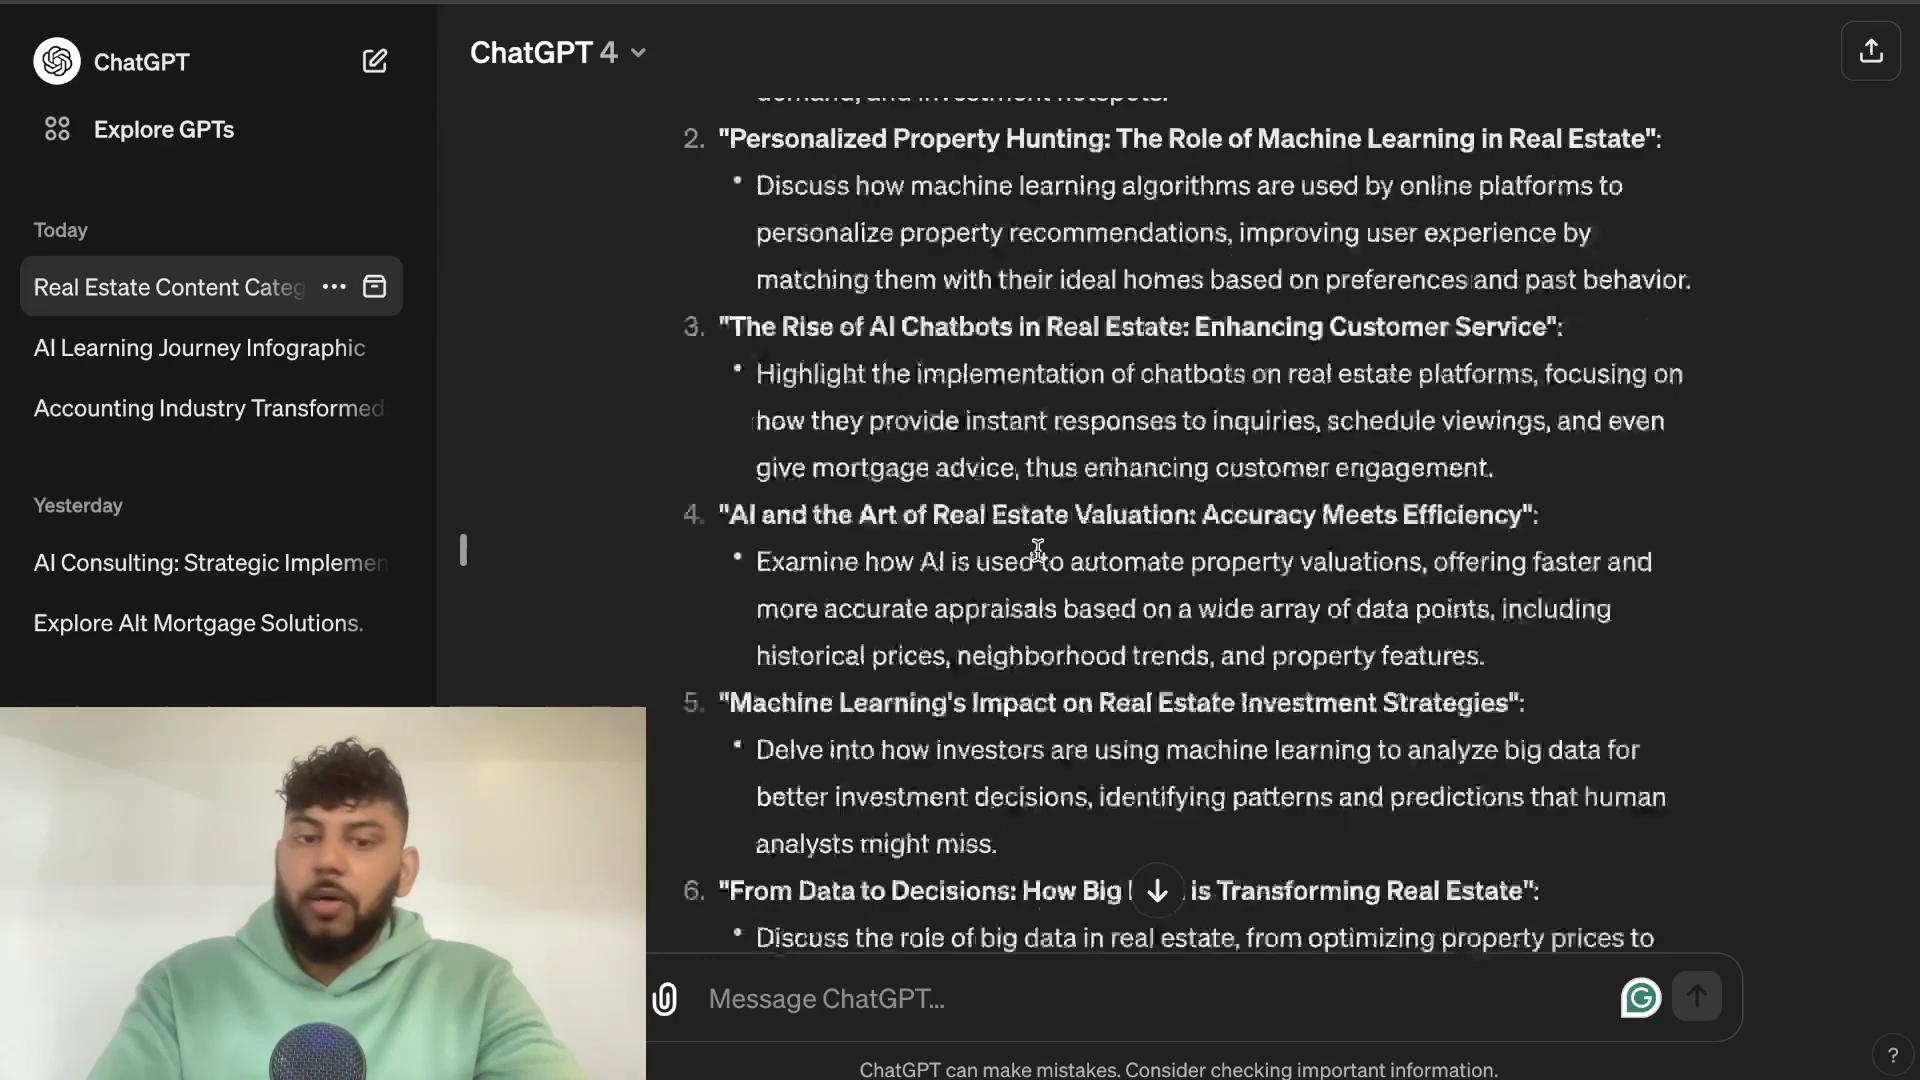 ChatGPT
Explore GPTs
Today
Real Estate Content Categ
AI Learning Journey Infographic
Accounting Industry Transformed
Yesterday
AI Consulting: Strategic Implemen
Explore Alt Mortgage Solutions.
ChatGPT 4
demand, and investment hotspots.
2. "Personalized Property Hunting: The Role of Machine Learning in Real Estate":
• Discuss how machine learning algorithms are used by online platforms to
personalize property recommendations, improving user experience by
matching them with their ideal homes based on preferences and past behavior.
3. "The Rise of AI Chatbots in Real Estate: Enhancing Customer Service":
• Highlight the implementation of chatbots on real estate platforms, focusing on
how they provide instant responses to inquiries, schedule viewings, and even
give mortgage advice, thus enhancing customer engagement.
4. "AI and the Art of Real Estate Valuation: Accuracy Meets Efficiency":
• Examine how AI is used to automate property valuations, offering faster and
more accurate appraisals based on a wide array of data points, including
historical prices, neighborhood trends, and property features.
5. "Machine Learning's Impact on Real Estate Investment Strategies":
• Delve into how investors are using machine learning to analyze big data for
better investment decisions, identifying patterns and predictions that human
analysts might miss.
6. "From Data to Decisions: How Big is Transforming Real Estate":
• Discuss the role of big data in real estate, from optimizing property prices to
Message ChatGPT...
ChatGPT can make mistakes. Consider checking important information.
?